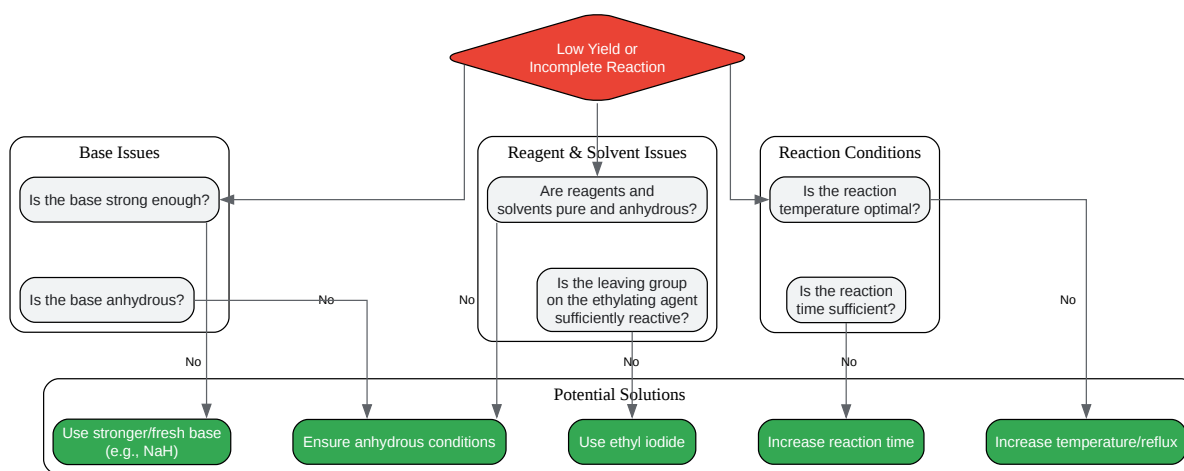 Low Yield or
Incomplete Reaction
Base Issues
Is the base strong enough?
Is the base anhydrous?
Reagent & Solvent Issues
Are reagents and
solvents pure and anhydrous?
Is the leaving group
on the ethylating agent
sufficiently reactive?
Reaction Conditions
Is the reaction
temperature optimal?
Is the reaction
time sufficient?
No
No
No
No
No
No
Potential Solutions
Use stronger/fresh base
(e.g., NaH)
Ensure anhydrous conditions
Use ethyl iodide
Increase reaction time
Increase temperature/reflux